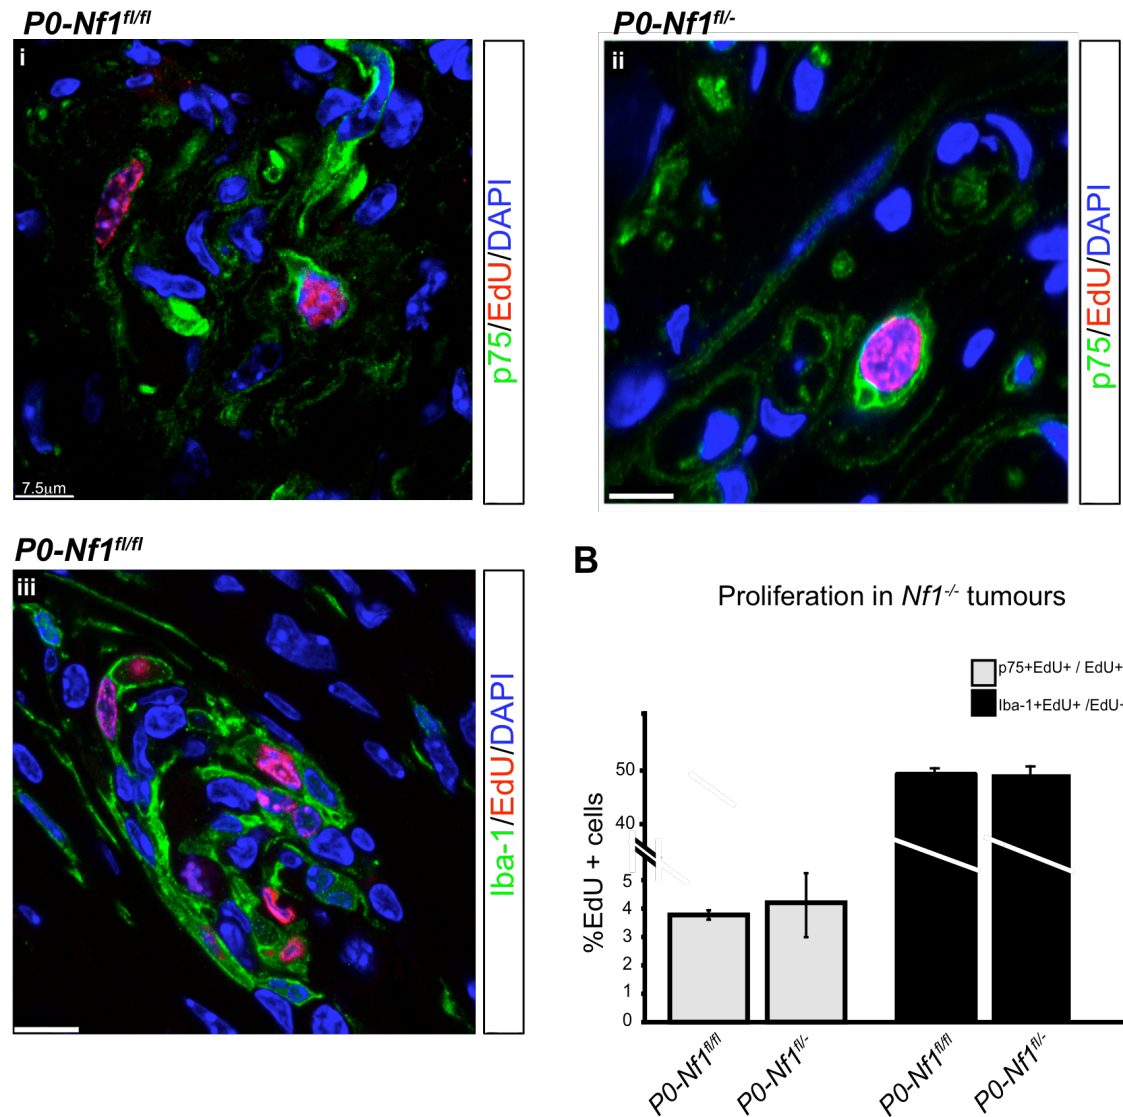 P0-Nf1fl/fl
i
p75/EdU/DAPI
7.5μm
P0-Nf1fl/-
ii
p75/EdU/DAPI
P0-Nf1fl/fl
iii
Iba-1/EdU/DAPI
B
Proliferation in Nf1-/- tumours
p75+EdU+ / EdU+
Iba-1+EdU+ /EdU+
%EdU + cells
50
40
5
4
3
2
1
0
P0-Nf1fl/fl
P0-Nf1fl/-
P0-Nf1fl/fl
P0-Nf1fl/-